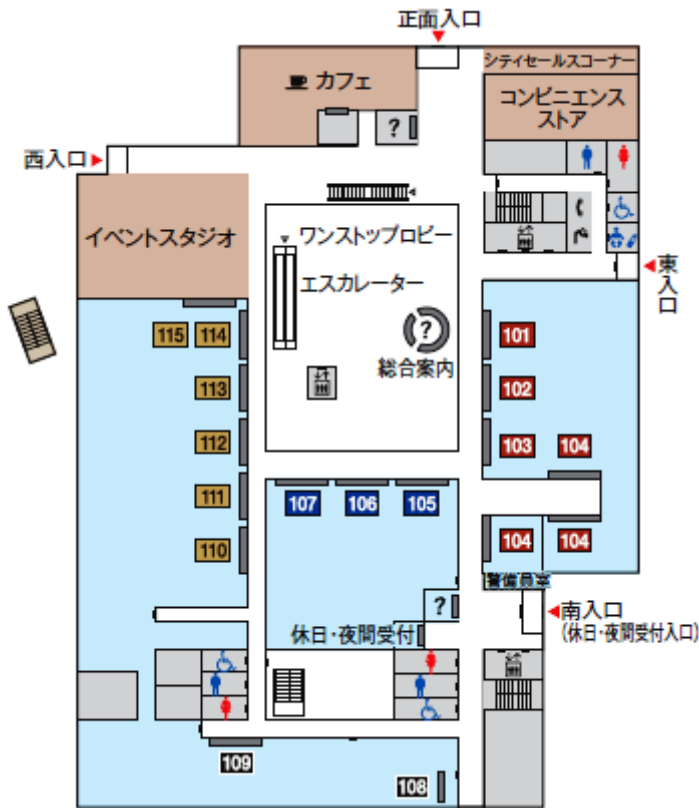 正面入口
シティセールスコーナー
カフェ
コンビニエンス
ストア
?
西入口
イベントスタジオ
ワンストップロビー
エスカレーター
?
総合案内
東入口
115
114
101
113
102
112
103
104
111
107
106
105
110
104
104
警備員室
?
南入口
(休日・夜間受付入口)
休日・夜間受付
109
108